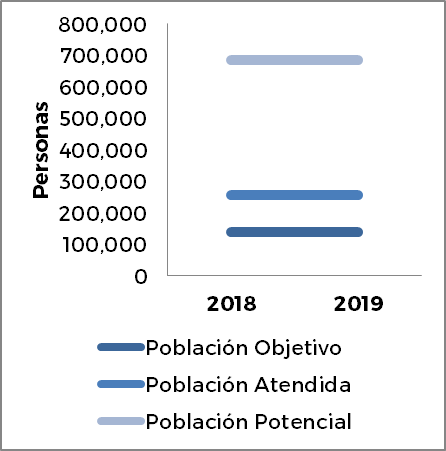 800,000
700,000
600,000
500,000
400,000
300,000
200,000
100,000
0
Personas
2018 2019
Población Objetivo
Población Atendida
Población Potencial